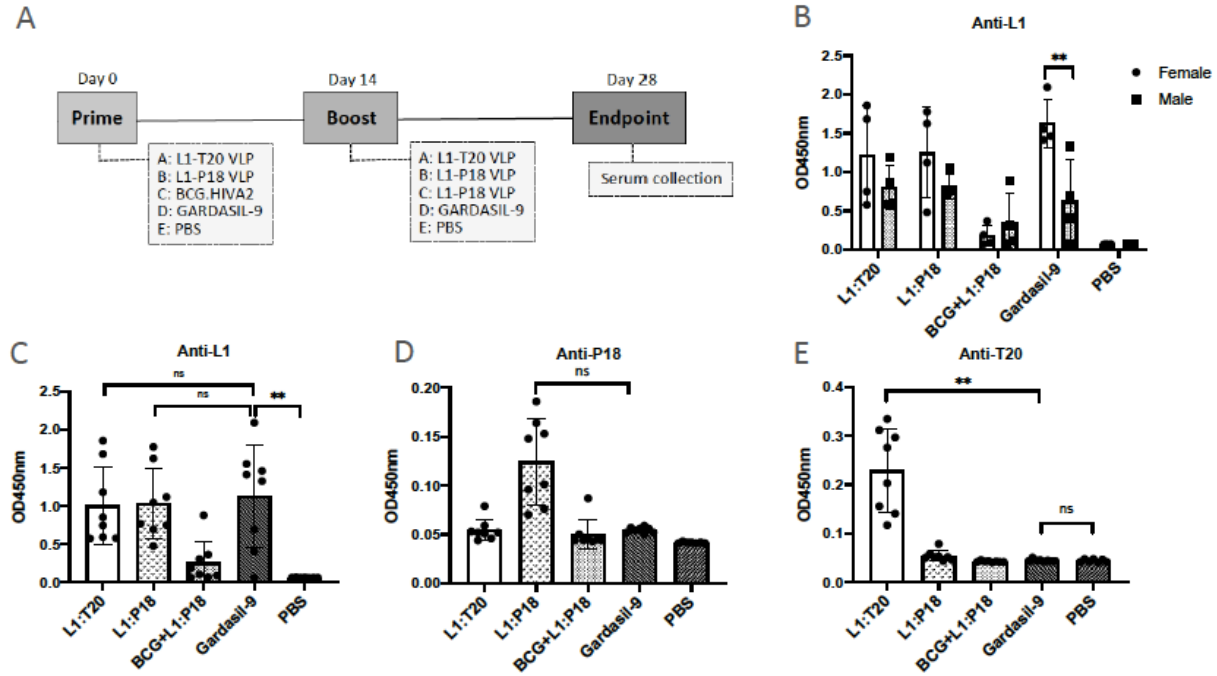 A
Day 0
Day 14
Day 28
Prime
Boost
Endpoint
A: L1-T20 VLP
B: L1-P18 VLP
C: BCG.HIVA2
D: GARDASIL-9
E: PBS
A: L1-T20 VLP
B: L1-P18 VLP
C: L1-P18 VLP
D: GARDASIL-9
E: PBS
Serum collection
B
Anti-L1
OD450nm
2.5
2.0
1.5
1.0
0.5
0.0
**
Female
Male
L1:T20
L1:P18
BCG+L1:P18
Gardasil-9
PBS
C
Anti-L1
OD450nm
2.5
2.0
1.5
1.0
0.5
0.0
ns
ns
**
L1:T20
L1:P18
BCG+L1:P18
Gardasil-9
PBS
D
Anti-P18
OD450nm
0.20
0.15
0.10
0.05
0.00
ns
L1:T20
L1:P18
BCG+L1:P18
Gardasil-9
PBS
E
Anti-T20
OD450nm
0.4
0.3
0.2
0.1
0.0
**
ns
L1:T20
L1:P18
BCG+L1:P18
Gardasil-9
PBS